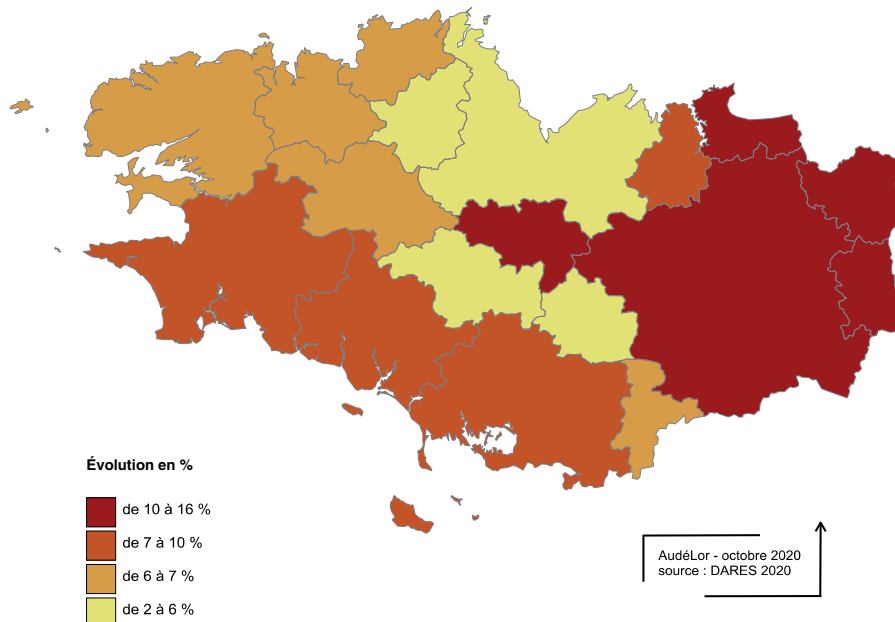 Évolution en %
de 10 à 16 %
de 7 à 10 %
de 6 à 7 %
de 2 à 6 %
AudéLor - octobre 2020
source : DARES 2020